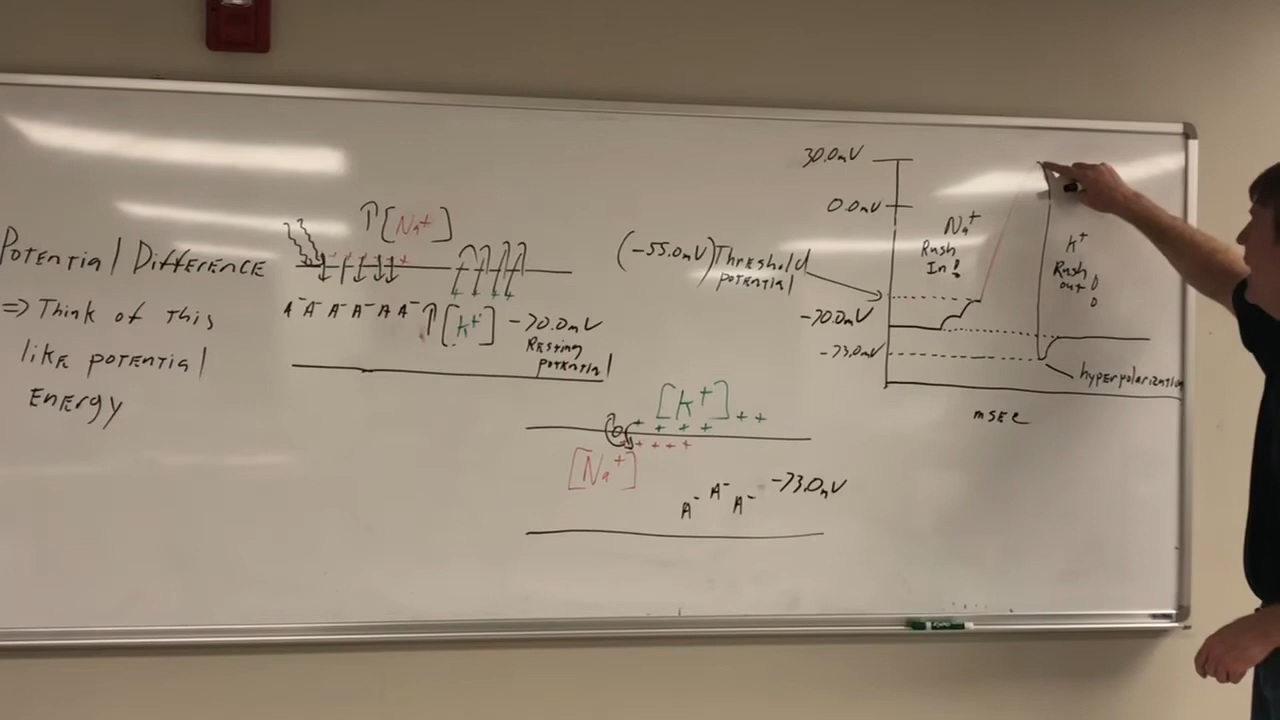 Potential Difference
=> Think of this
like potential
Energy
↑[Na+]
+ + + + + +
+ + + +
A- A- A- A- A- A-
↑[K+]
-70.0mV
Resting
potential
[K+] ++
+ + + +
+ + + + +
[Na+]
A- A- A-
-73.0mV
30.0mV
0.0mV
(-55.0mV) Threshold
potential
-70.0mV
-73.0mV
Na+
Rush
In!
K+
Rush
out
hyperpolarization
msec